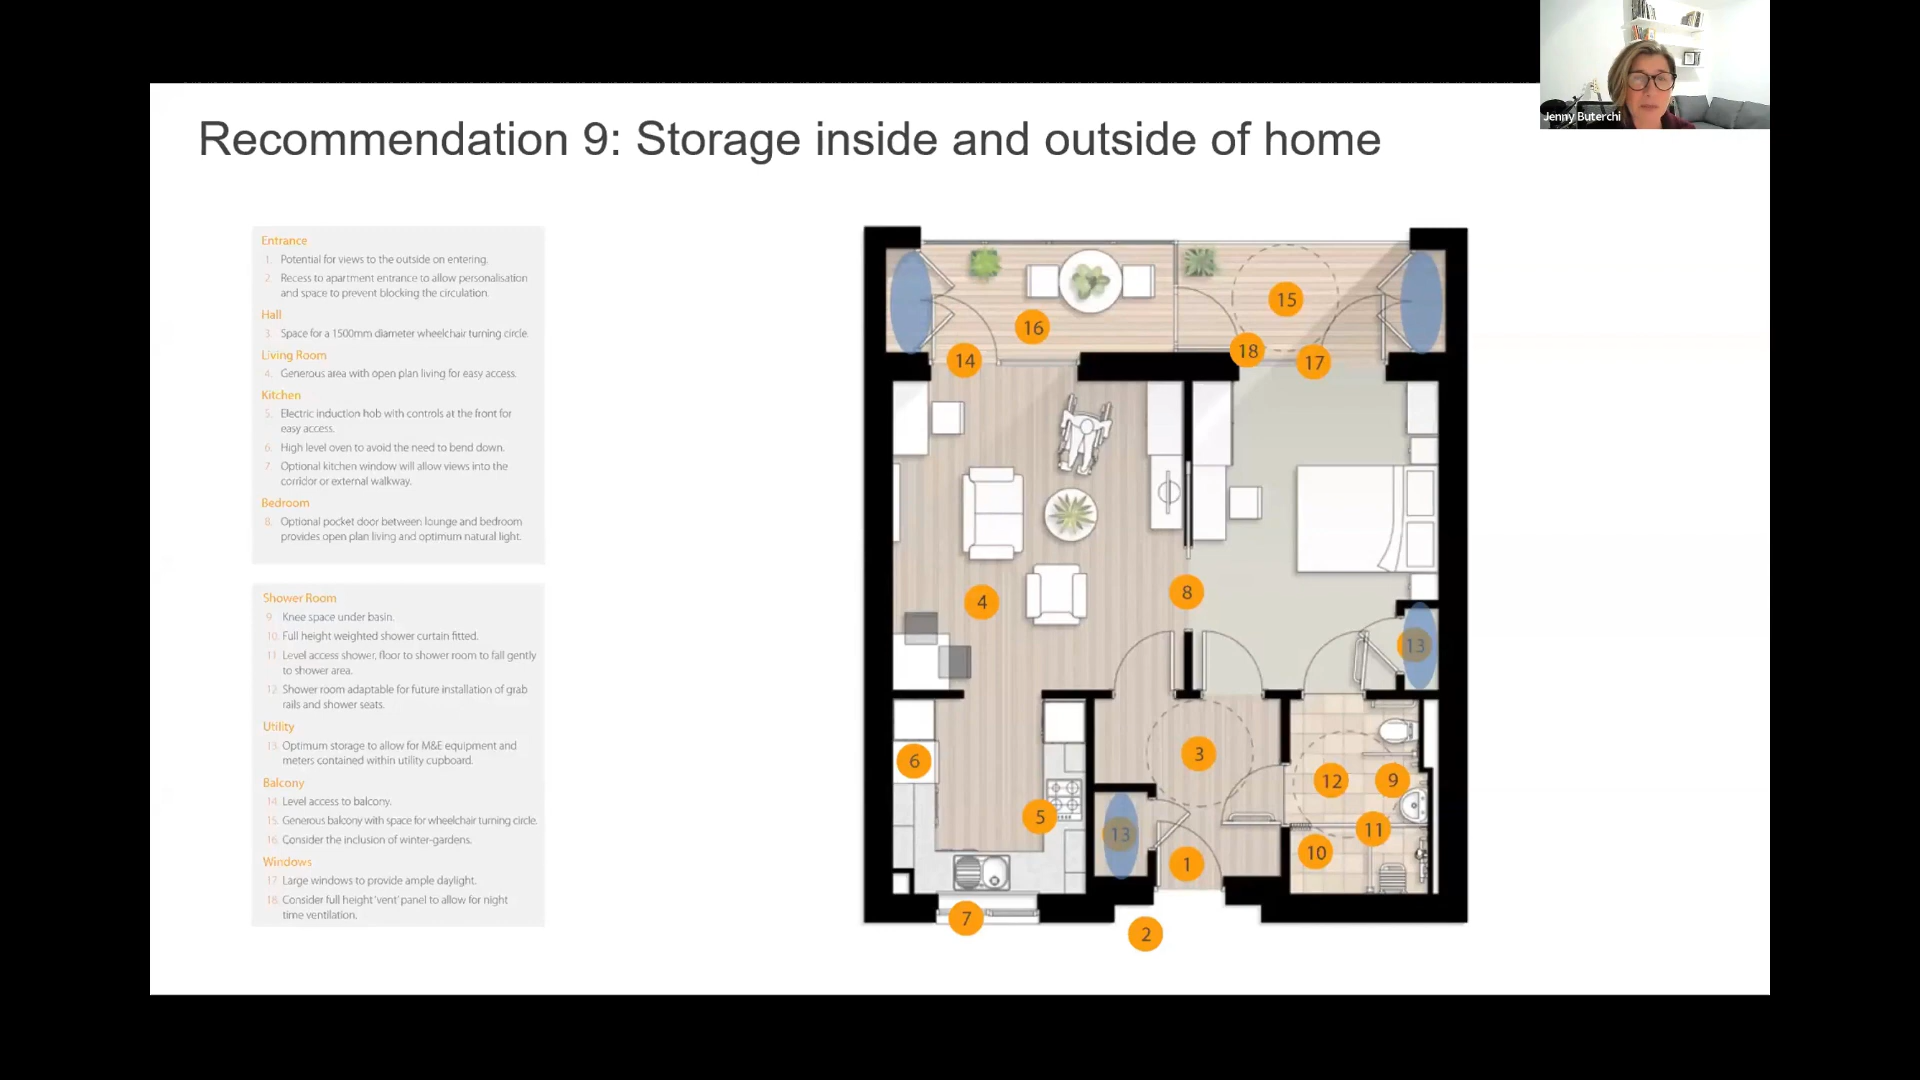 Jenny Buterchi
Recommendation 9: Storage inside and outside of home
Entrance
1. Potential for views to the outside on entering.
2. Recess to apartment entrance to allow personalisation
and space to prevent blocking the circulation.
Hall
3. Space for a 1500mm diameter wheelchair turning circle.
Living Room
4. Generous area with open plan living for easy access.
Kitchen
5. Electric induction hob with controls at the front for
easy access.
6. High level oven to avoid the need to bend down.
7. Optional kitchen window will allow views into the
corridor or external walkway.
Bedroom
8. Optional pocket door between lounge and bedroom
provides open plan living and optimum natural light.
Shower Room
9. Knee space under basin.
10. Full height weighted shower curtain fitted.
11. Level access shower, floor to shower room to fall gently
to shower area.
12. Shower room adaptable for future installation of grab
rails and shower seats.
Utility
13. Optimum storage to allow for M&E equipment and
meters contained within utility cupboard.
Balcony
14. Level access to balcony.
15. Generous balcony with space for wheelchair turning circle.
16. Consider the inclusion of winter-gardens.
Windows
17. Large windows to provide ample daylight.
18. Consider full height 'vent' panel to allow for night
time ventilation.
15
16
18
14
17
8
4
13
3
6
12
9
5
11
13
10
1
7
2